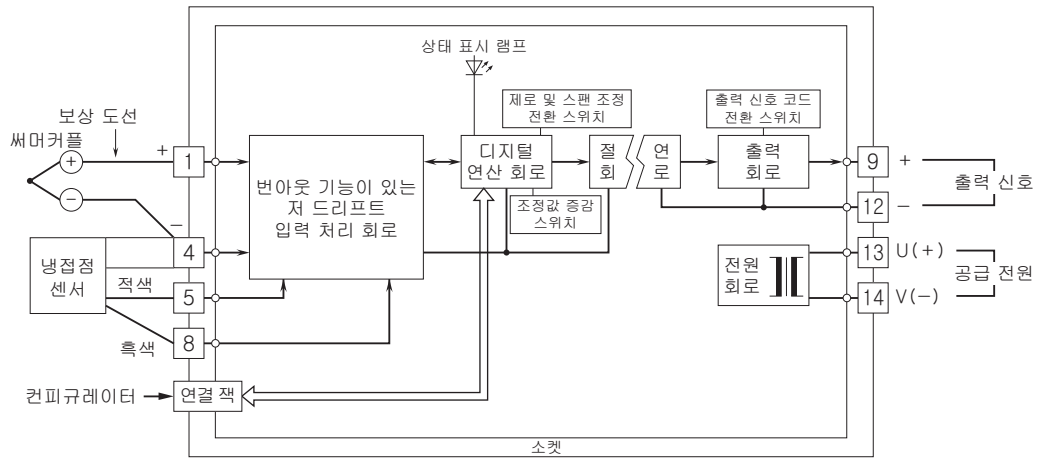 상태 표시 램프
제로 및 스팬 조정
전환 스위치
출력 신호 코드
전환 스위치
보상 도선
써머커플
+
−
+
1
−
4
번아웃 기능이 있는
저 드리프트
입력 처리 회로
디지털
연산 회로
조정값 증감
스위치
절 연
회 로
출력
회로
9
+
12
−
출력 신호
냉접점
센서
적색
5
흑색
8
전원
회로
13
U(+)
14
V(−)
공급 전원
컨피규레이터
연결 잭
소켓